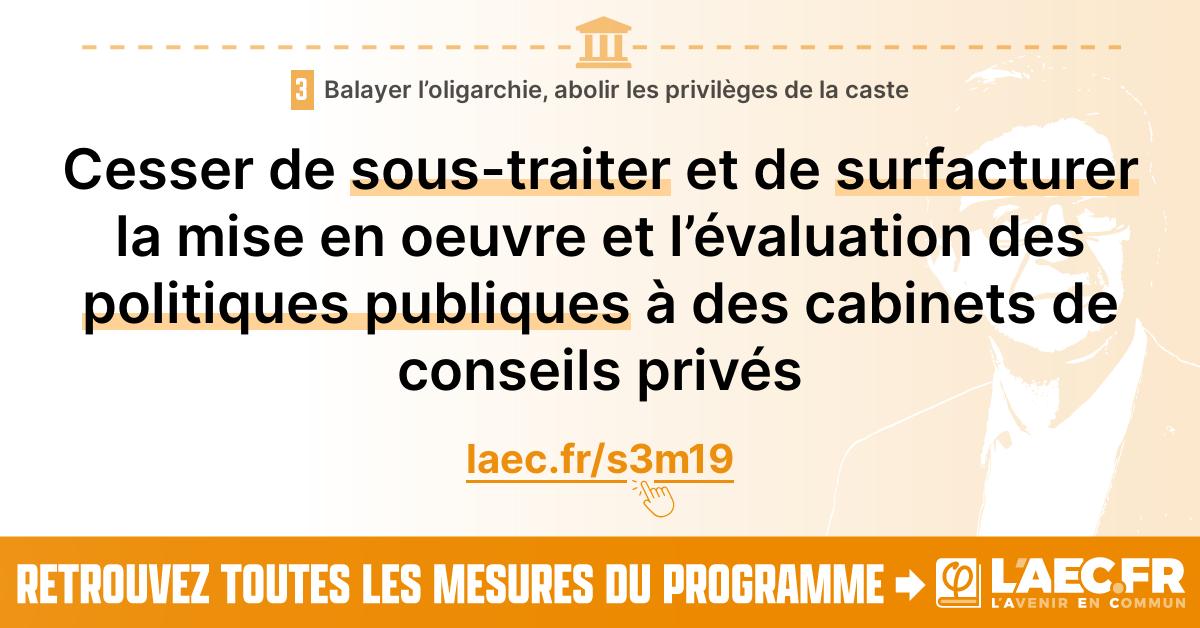 3 Balayer l’oligarchie, abolir les privilèges de la caste
Cesser de sous-traiter et de surfacturer
la mise en oeuvre et l’évaluation des
politiques publiques à des cabinets de
conseils privés
laec.fr/s3m19
RETROUVEZ TOUTES LES MESURES DU PROGRAMME
φ
L'AEC.FR
L'AVENIR EN COMMUN